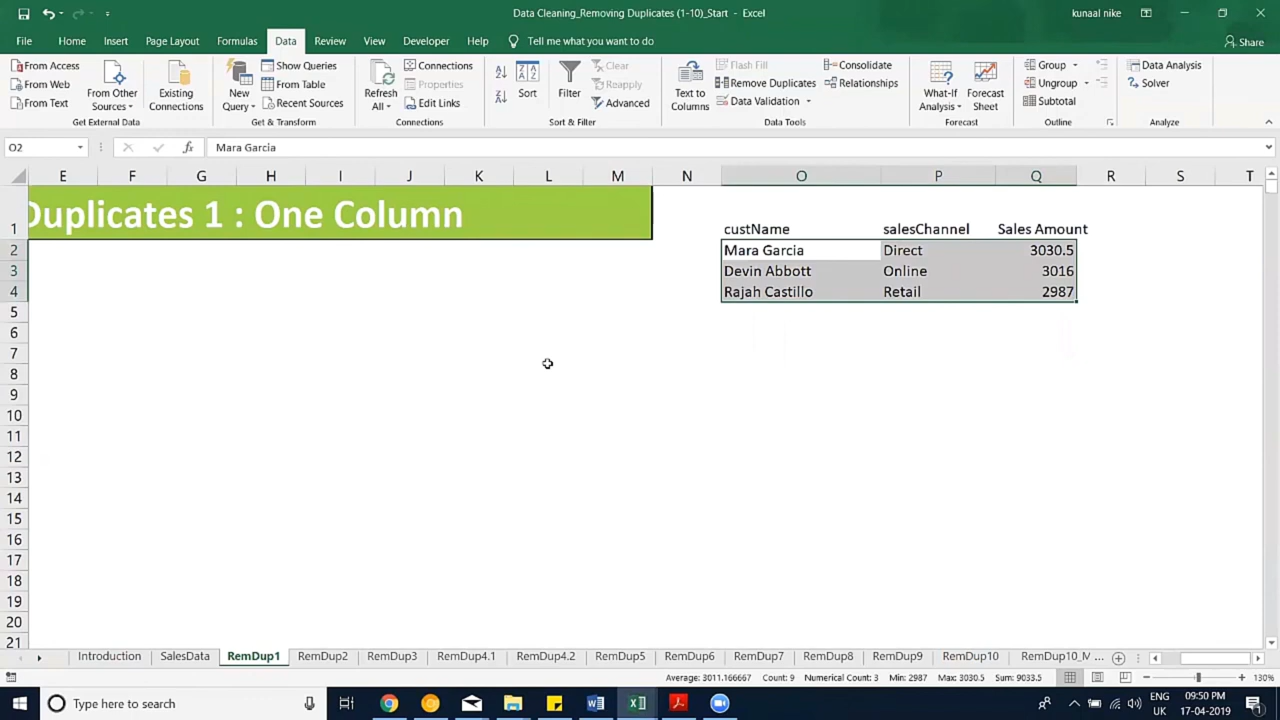 Data Cleaning_Removing Duplicates (1-10)_Start - Excel
kunaal nike
File Home Insert Page Layout Formulas Data Review View Developer Help Tell me what you want to do Share
From Access
From Web
From Text
From Other Sources
Existing Connections
Get External Data
New Query
Show Queries
From Table
Recent Sources
Get & Transform
Refresh All
Connections
Properties
Edit Links
Connections
Sort
Filter
Clear
Reapply
Advanced
Sort & Filter
Text to Columns
Flash Fill
Remove Duplicates
Data Validation
Consolidate
Relationships
Data Tools
What-If Analysis
Forecast Sheet
Forecast
Group
Ungroup
Subtotal
Outline
Data Analysis
Solver
Analyze
O2 fx Mara Garcia
E F G H I J K L M N O P Q R S T
1 Duplicates 1 : One Column
custName salesChannel Sales Amount
2 Mara Garcia Direct 3030.5
3 Devin Abbott Online 3016
4 Rajah Castillo Retail 2987
5
6
7
8
9
10
11
12
13
14
15
16
17
18
19
20
21
Introduction SalesData RemDup1 RemDup2 RemDup3 RemDup4.1 RemDup4.2 RemDup5 RemDup6 RemDup7 RemDup8 RemDup9 RemDup10 RemDup10_M ...
Average: 3011.166667 Count: 9 Numerical Count: 3 Min: 2987 Max: 3030.5 Sum: 9033.5 130%
Type here to search
ENG 09:50 PM
UK 17-04-2019